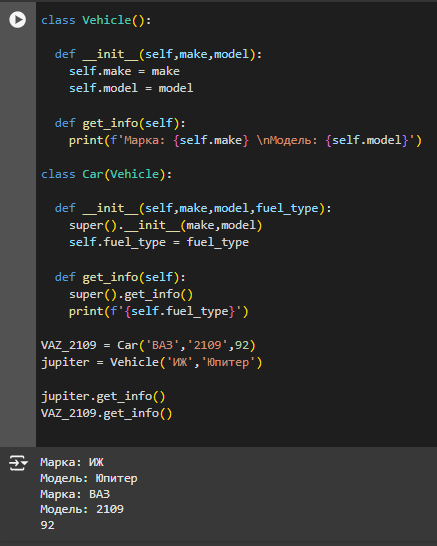 class Vehicle():
def __init__(self,make,model):
self.make = make
self.model = model
def get_info(self):
print(f'Марка: {self.make} \nМодель: {self.model}')
class Car(Vehicle):
def __init__(self,make,model,fuel_type):
super().__init__(make,model)
self.fuel_type = fuel_type
def get_info(self):
super().get_info()
print(f'{self.fuel_type}')
VAZ_2109 = Car('ВАЗ','2109',92)
jupiter = Vehicle('ИЖ','Юпитер')
jupiter.get_info()
VAZ_2109.get_info()
Марка: ИЖ
Модель: Юпитер
Марка: ВАЗ
Модель: 2109
92